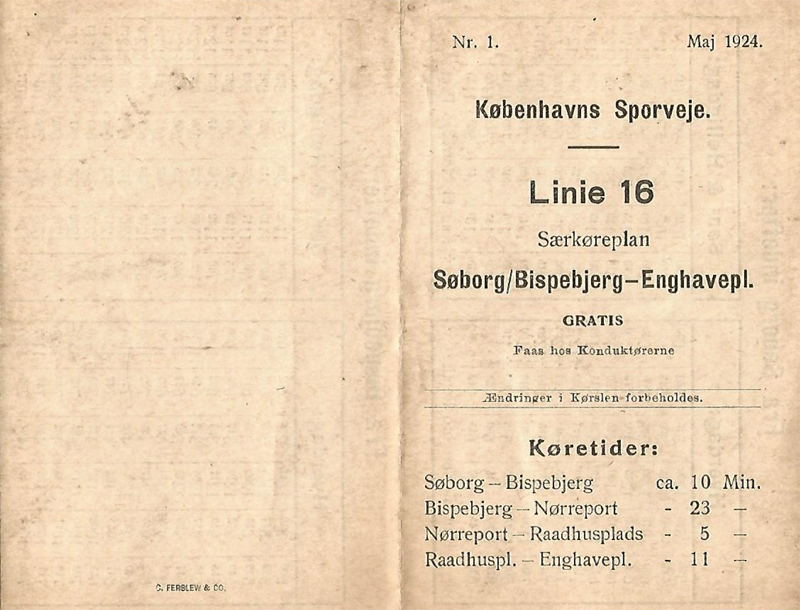 Nr. 1. Maj 1924.
Københavns Sporveje.
Linie 16
Særkøreplan
Søborg/Bispebjerg–Enghavepl.
GRATIS
Faas hos Konduktørerne
Ændringer i Kørslen forbeholdes.
Køretider:
Søborg – Bispebjerg ca. 10 Min.
Bispebjerg – Nørreport - 23 –
Nørreport – Raadhusplads - 5 –
Raadhuspl. – Enghavepl. - 11 –
C. FERSLEW & CO.